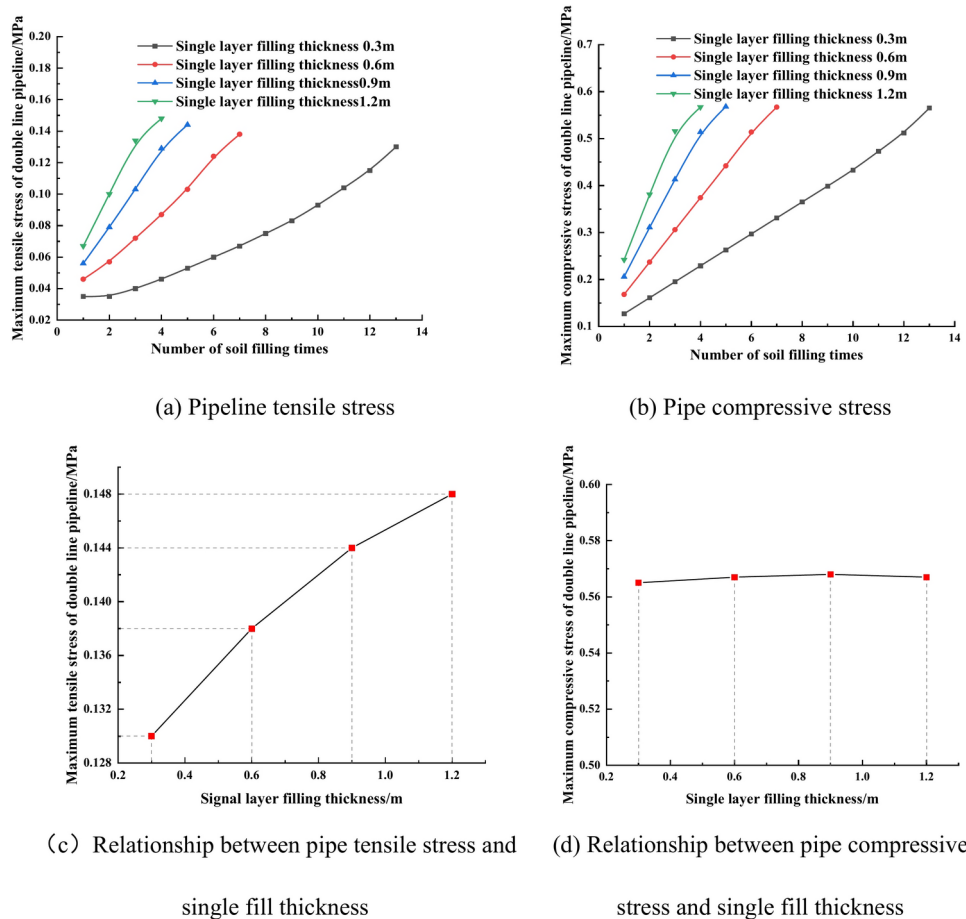 Maximum tensile stress of double line pipeline/MPa
0.20
0.18
0.16
0.14
0.12
0.10
0.08
0.06
0.04
0.02
Single layer filling thickness 0.3m
Single layer filling thickness 0.6m
Single layer filling thickness0.9m
Single layer filling thickness1.2m
0 2 4 6 8 10 12 14
Number of soil filling times
(a) Pipeline tensile stress
Maximum compressive stress of double line pipeline/MPa
0.7
0.6
0.5
0.4
0.3
0.2
0.1
Single layer filling thickness 0.3m
Single layer filling thickness 0.6m
Single layer filling thickness 0.9m
Single layer filling thickness 1.2m
0 2 4 6 8 10 12 14
Number of soil filling times
(b) Pipe compressive stress
Maximum tensile stress of double line pipeline/MPa
0.148
0.144
0.140
0.136
0.132
0.128
0.2 0.4 0.6 0.8 1.0 1.2
Signal layer filling thickness/m
（c）Relationship between pipe tensile stress and
single fill thickness
Maximum compressive stress of double line pipeline/MPa
0.60
0.58
0.56
0.54
0.52
0.50
0.2 0.4 0.6 0.8 1.0 1.2
Single layer filling thickness/m
(d) Relationship between pipe compressive
stress and single fill thickness